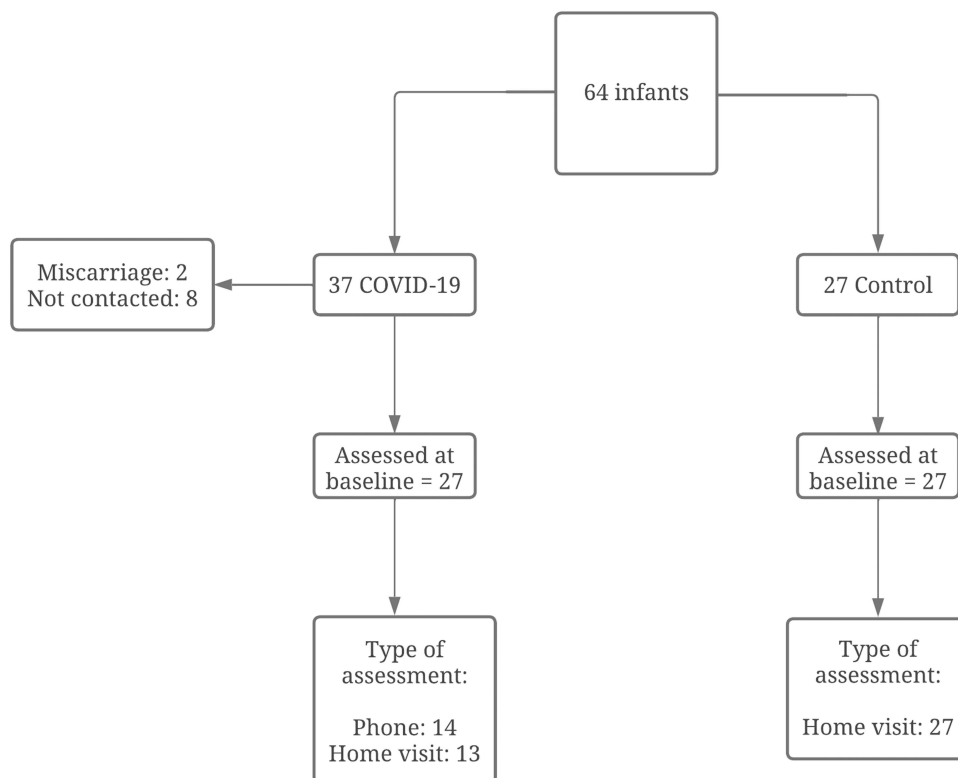 64 infants
Miscarriage: 2
Not contacted: 8
37 COVID-19
27 Control
Assessed at
baseline = 27
Assessed at
baseline = 27
Type of
assessment:
Phone: 14
Home visit: 13
Type of
assessment:
Home visit: 27